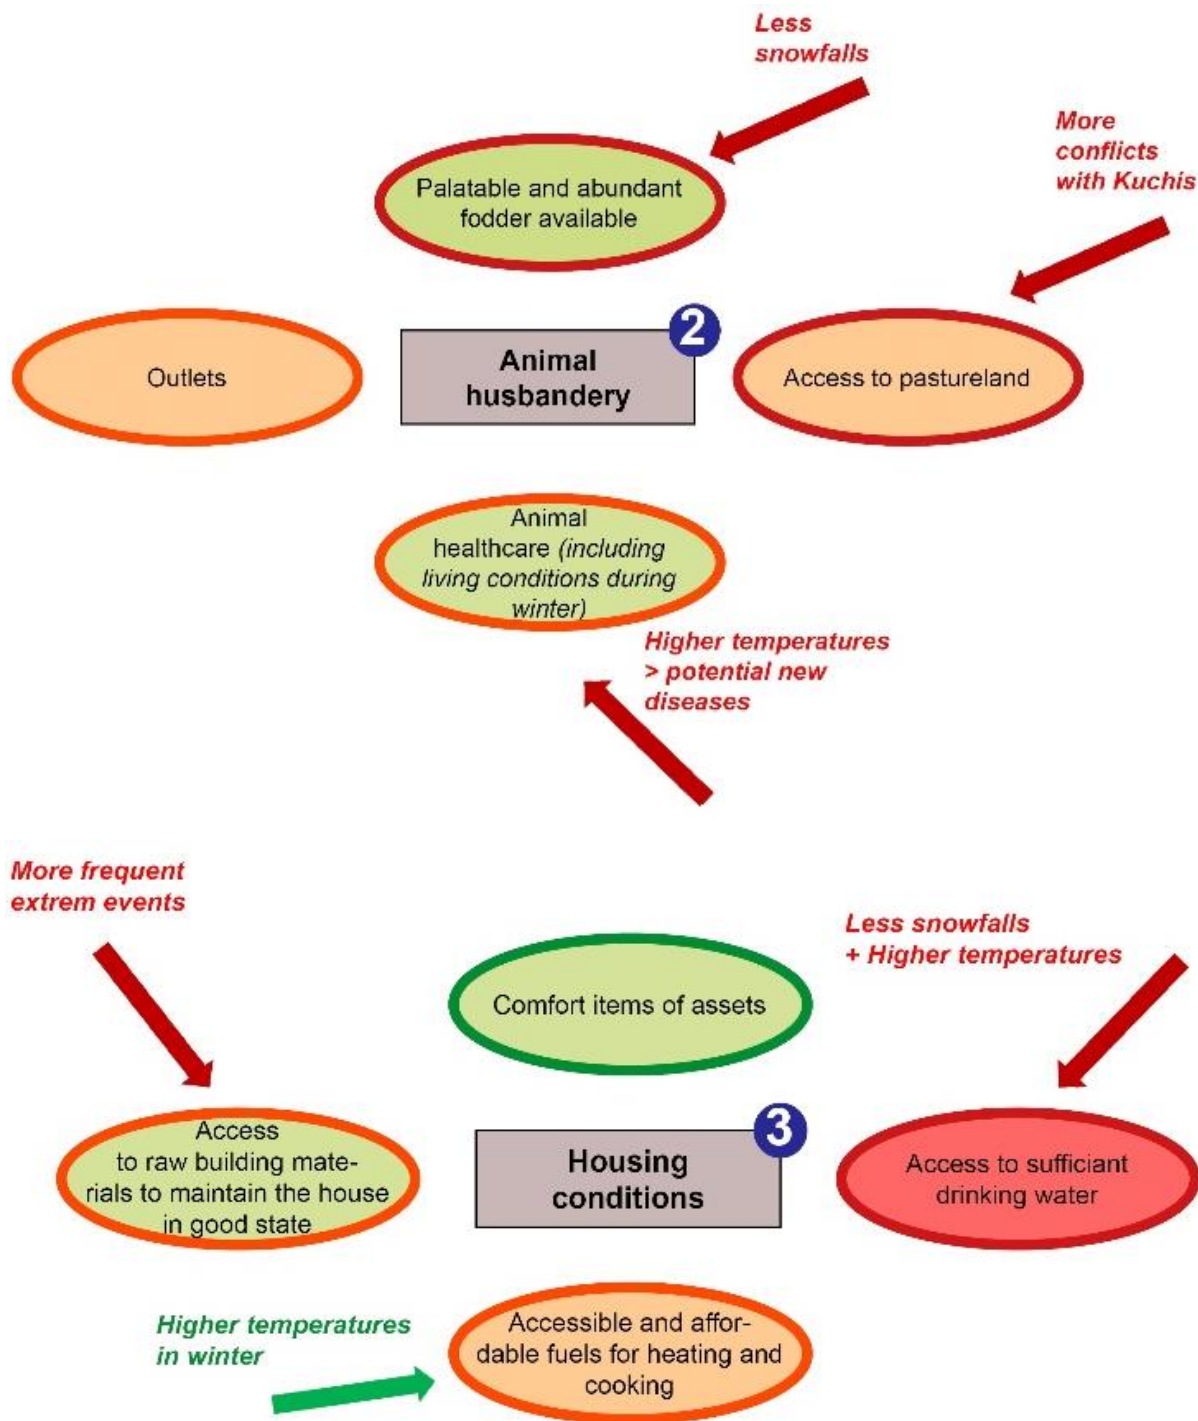 Less
snowfalls
More
conflicts
with Kuchis
Palatable and abundant
fodder available
2
Outlets
Animal
husbandery
Access to pastureland
Animal
healthcare (including
living conditions during
winter)
Higher temperatures
> potential new
diseases
More frequent
extrem events
Less snowfalls
+ Higher temperatures
Comfort items of assets
3
Access
to raw building mate-
rials to maintain the house
in good state
Housing
conditions
Access to sufficiant
drinking water
Higher temperatures
in winter
Accessible and affor-
dable fuels for heating and
cooking